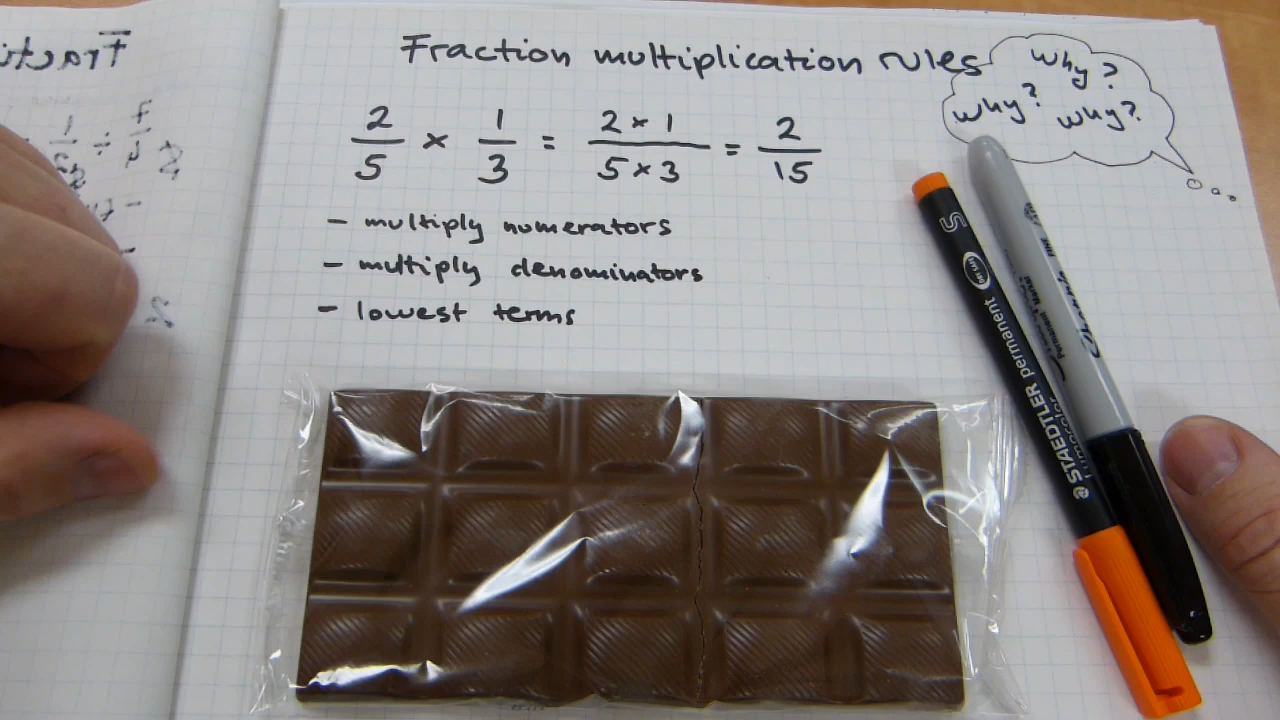 Fraction multiplication rules
why?
why? why?
2/5 × 1/3 = 2 × 1/5 × 3 = 2/15
- multiply numerators
- multiply denominators
- lowest terms
S
STAEDTLER permanent
Lumocolor